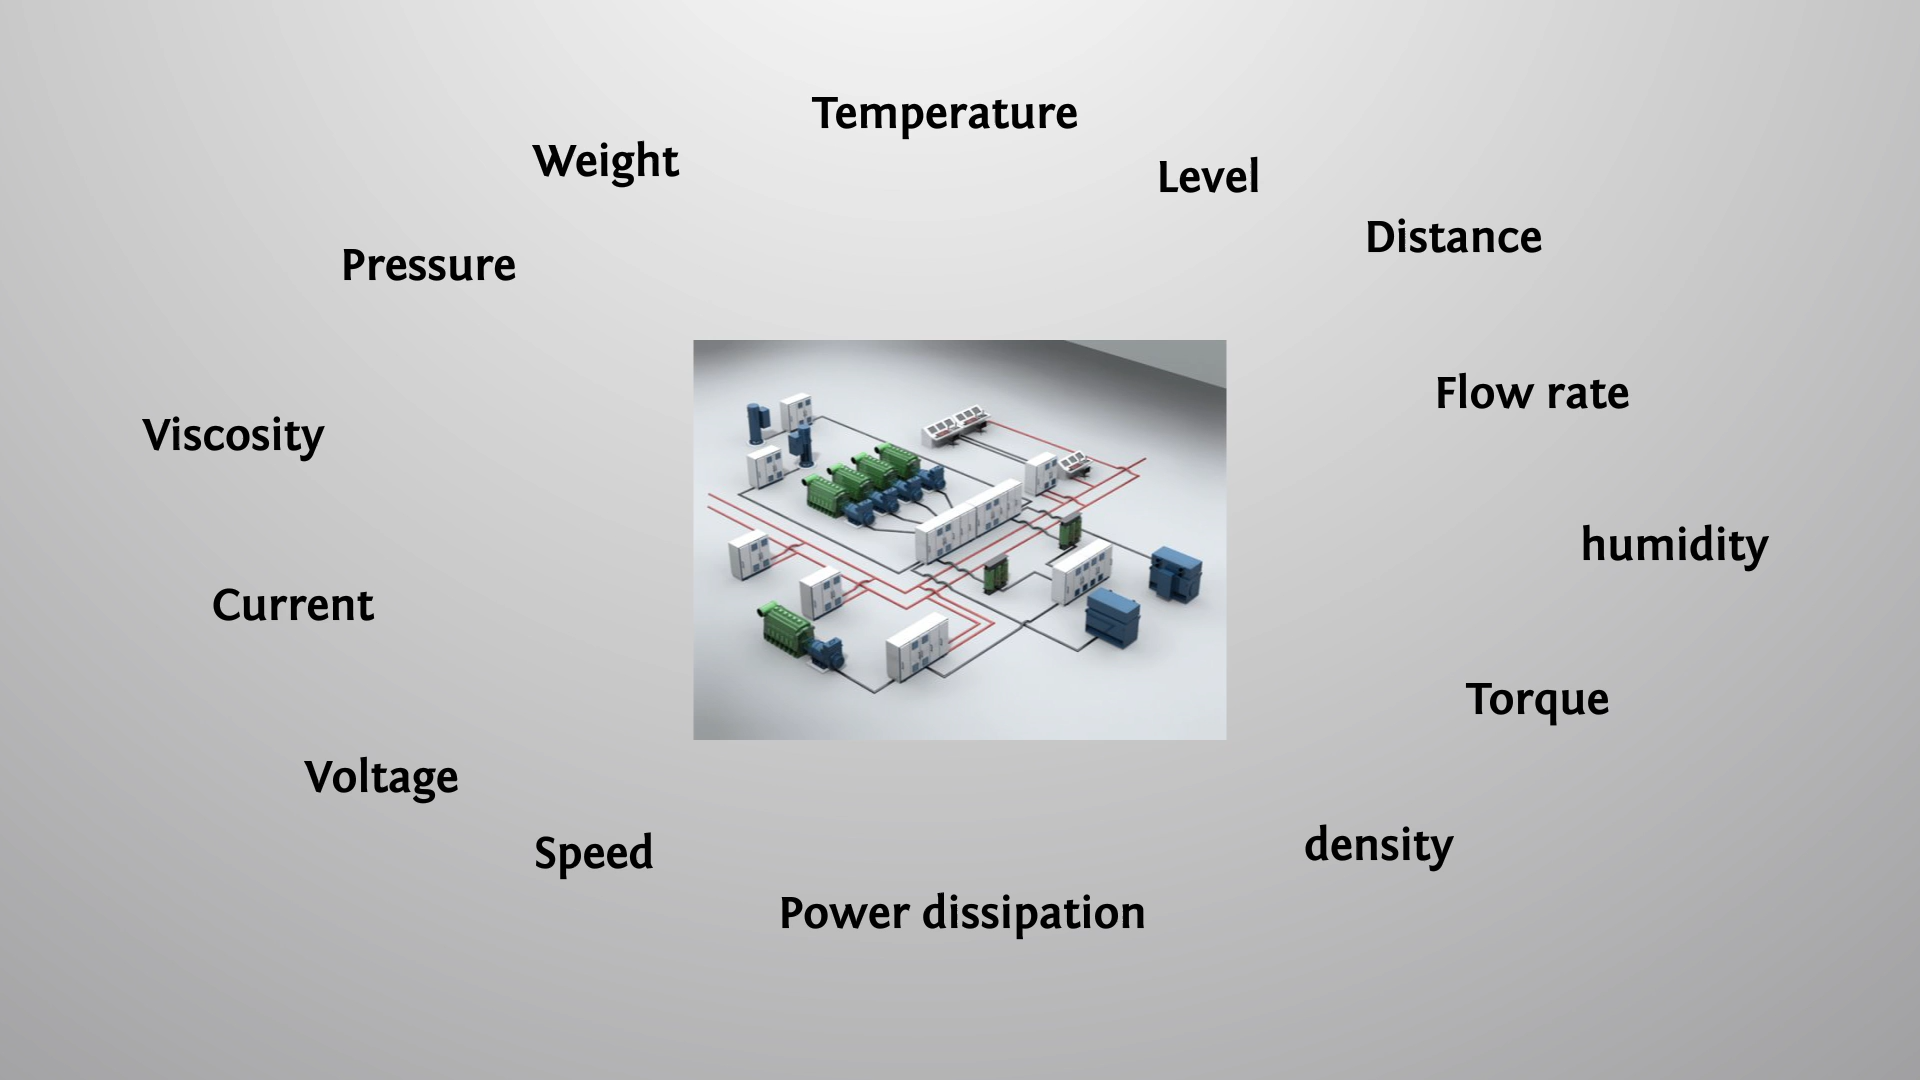 Temperature
Weight
Level
Distance
Pressure
Flow rate
Viscosity
humidity
Current
Torque
Voltage
density
Speed
Power dissipation